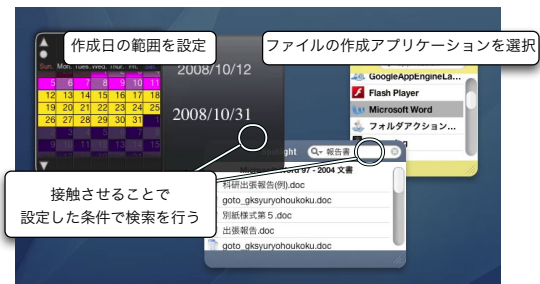 作成日の範囲を設定
ファイルの作成アプリケーションを選択
Sun. Mon. Tues. Wed. Thur. Fri. Sat.
5 6 7 8 9 10 11
12 13 14 15 16 17 18
19 20 21 22 23 24 25
26 27 28 29 30 31
2008/10/12
2008/10/31
GoogleAppEngineLa...
Flash Player
Microsoft Word
フォルダアクション...
報告書
97 - 2004 文書
科研出張報告(例).doc
goto_gksyuryohoukoku.doc
別紙様式第5.doc
出張報告.doc
goto_gksyuryohoukoku.doc
接触させることで
設定した条件で検索を行う